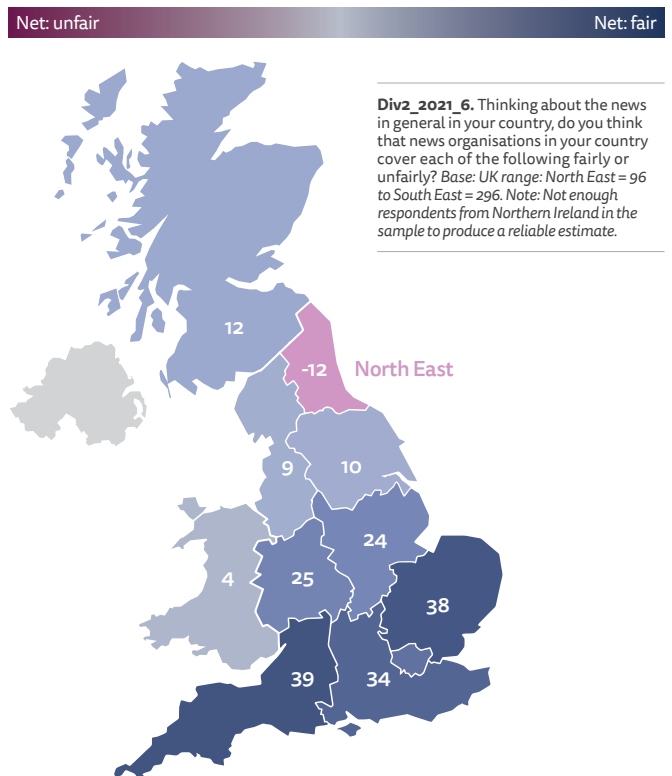 Net: unfair
Net: fair
Div2_2021_6. Thinking about the news
in general in your country, do you think
that news organisations in your country
cover each of the following fairly or
unfairly? Base: UK range: North East = 96
to South East = 296. Note: Not enough
respondents from Northern Ireland in the
sample to produce a reliable estimate.
12
-12
North East
9
10
24
4
25
38
39
34